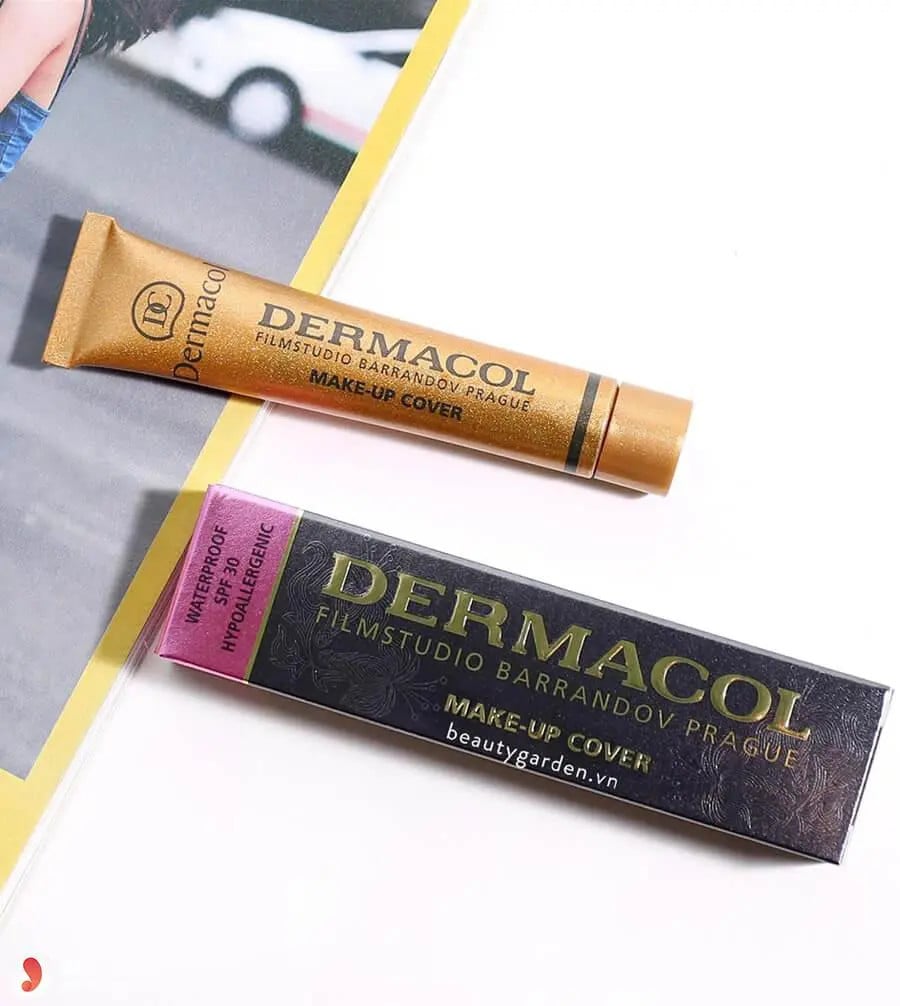 DC
Dermacol
DERMACOL
FILMSTUDIO BARRANDOV PRAGUE
MAKE-UP COVER
WATERPROOF
SPF 30
HYPOALLERGENIC
DERMACOL
FILMSTUDIO BARRANDOV PRAGUE
MAKE-UP COVER
beautygarden.vn